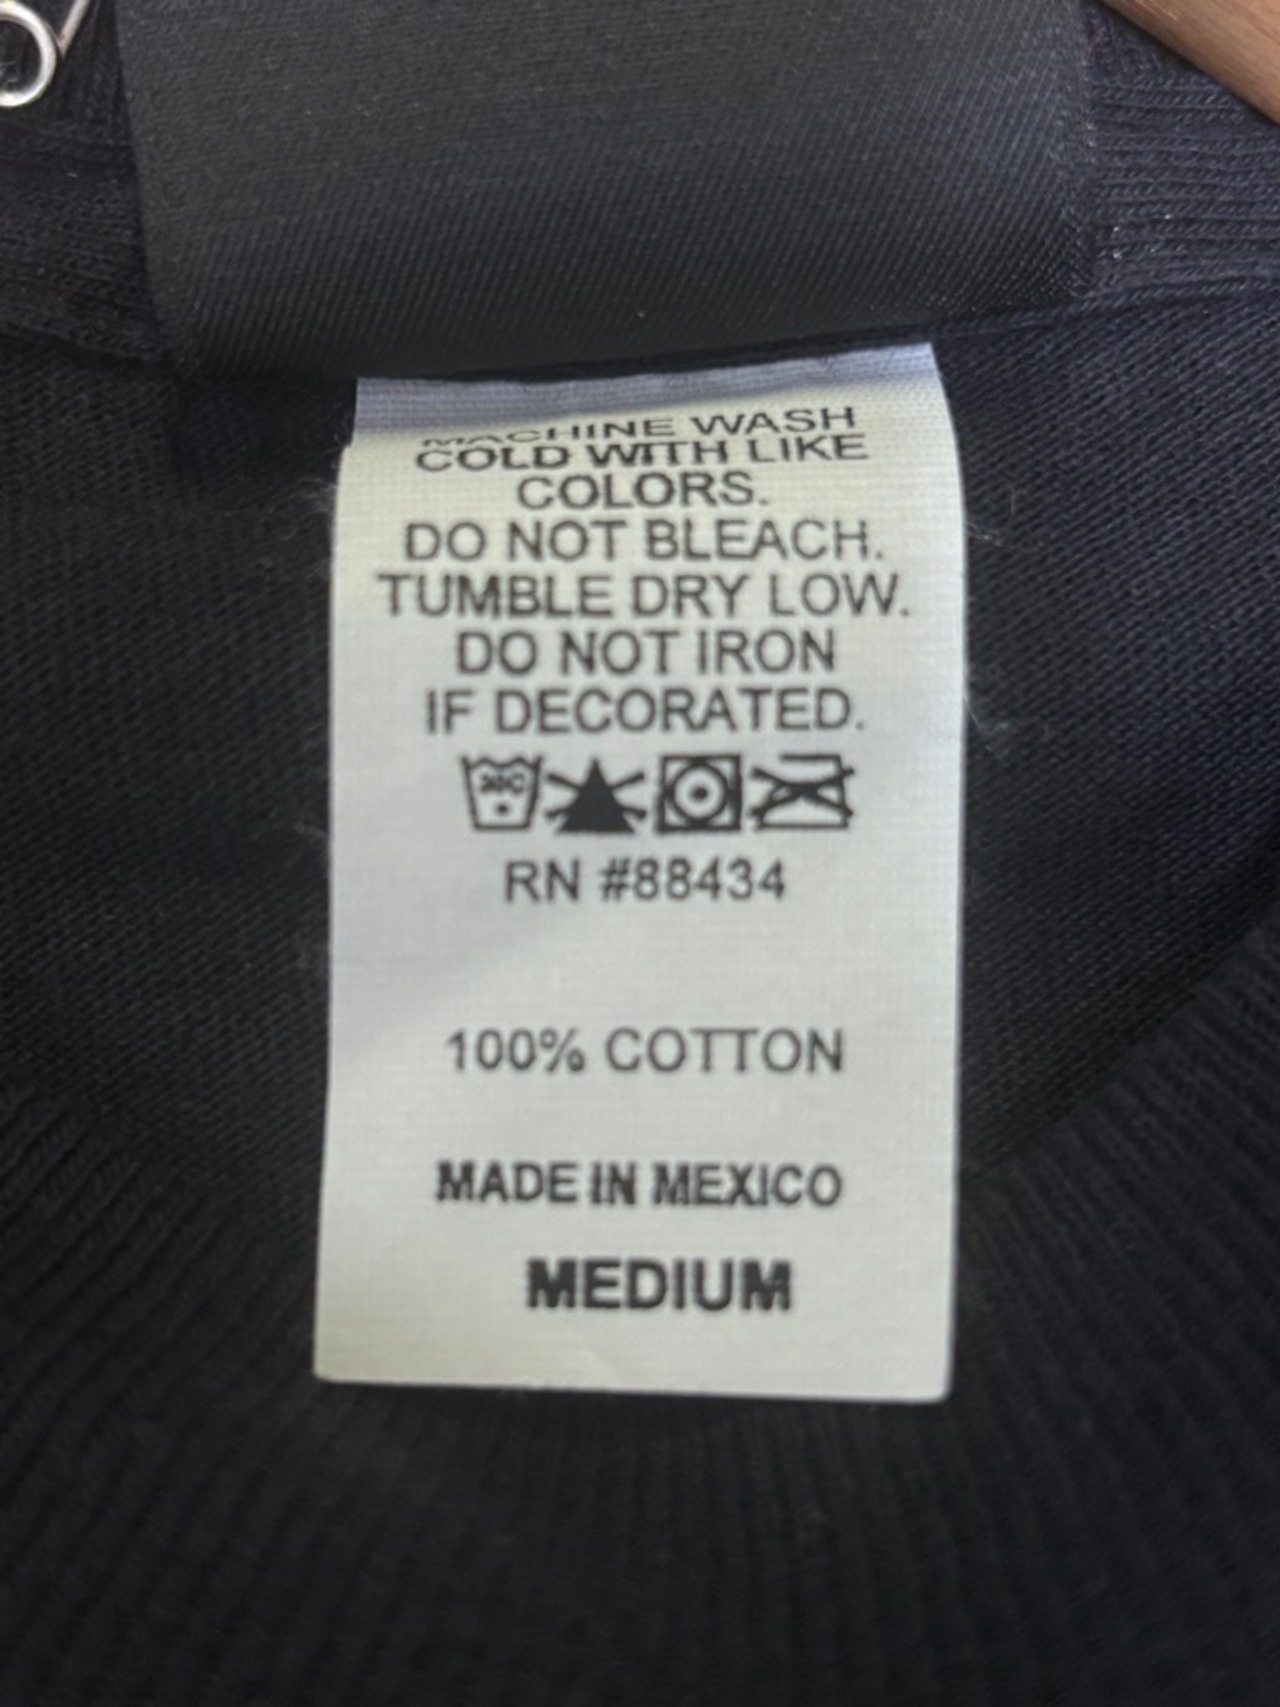 MACHINE WASH
COLD WITH LIKE
COLORS.
DO NOT BLEACH.
TUMBLE DRY LOW.
DO NOT IRON
IF DECORATED.
RN #88434
100% COTTON
MADE IN MEXICO
MEDIUM